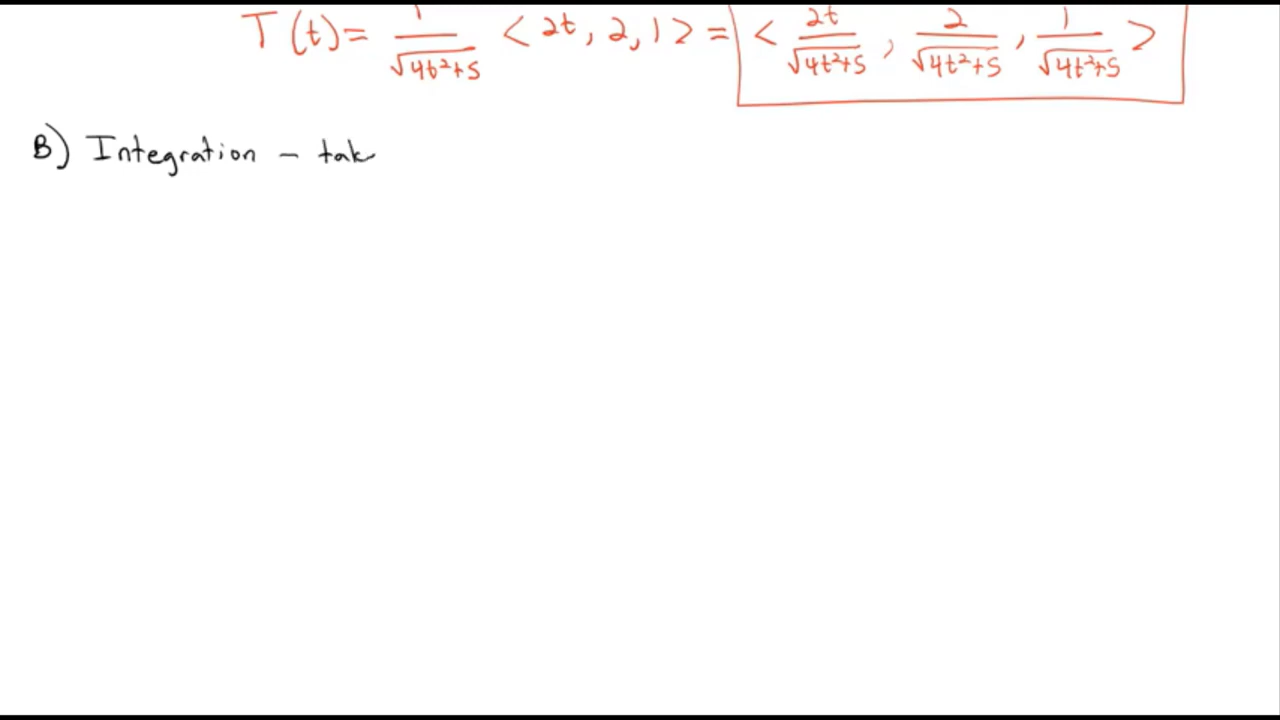 T(t) = 1/√4t²+5 < 2t, 2, 1 > = < 2t/√4t²+5, 2/√4t²+5, 1/√4t²+5 >
B) Integration - tak